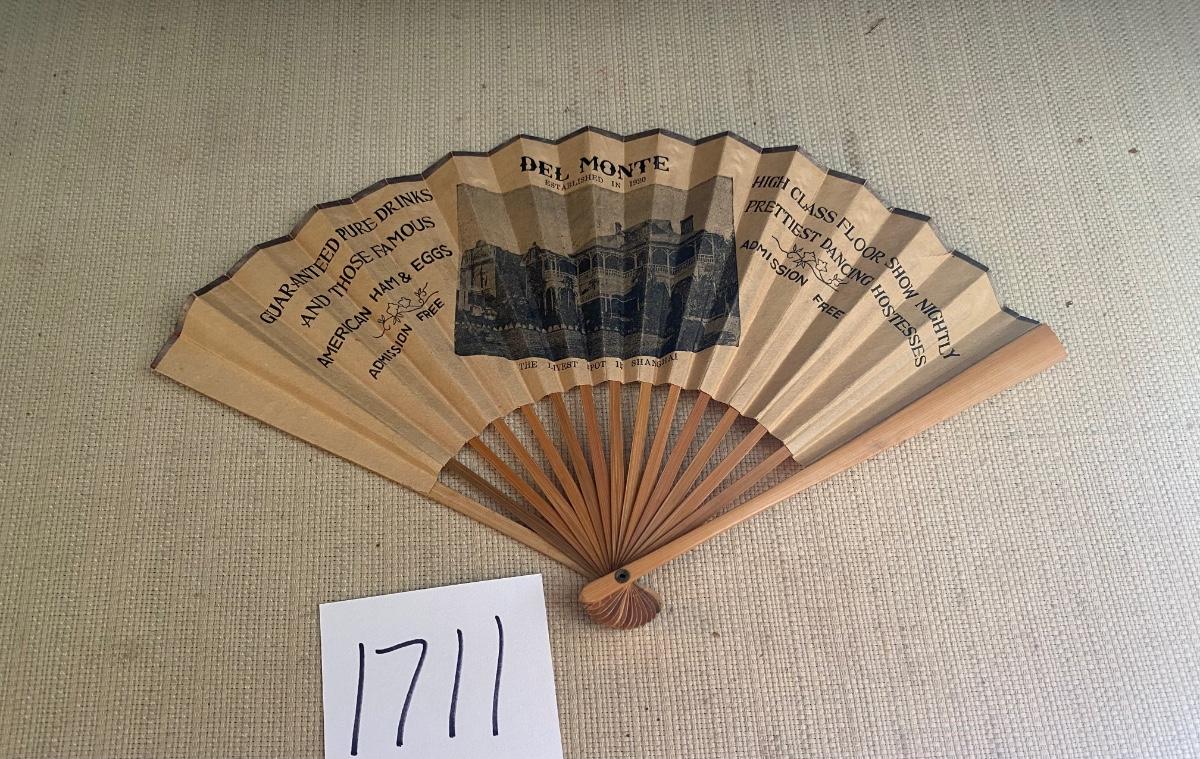 DEL MONTE
ESTABLISHED IN 1920
THE LIVEST SPOT IN SHANGHAI
GUARANTEED PURE DRINKS
AND THOSE FAMOUS
AMERICAN HAM & EGGS
ADMISSION FREE
HIGH CLASS FLOOR SHOW NIGHTLY
PRETTIEST DANCING HOSTESSES
ADMISSION FREE
1711